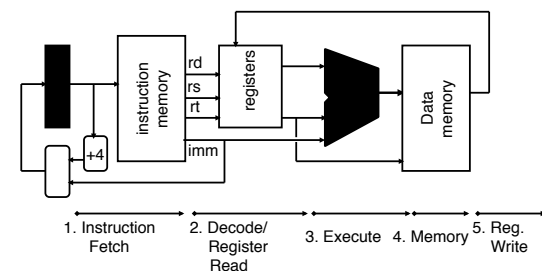 rd
rs
rt
imm
instruction
memory
registers
Data
memory
+4
1. Instruction
Fetch
2. Decode/
Register
Read
3. Execute
4. Memory
5. Reg.
Write